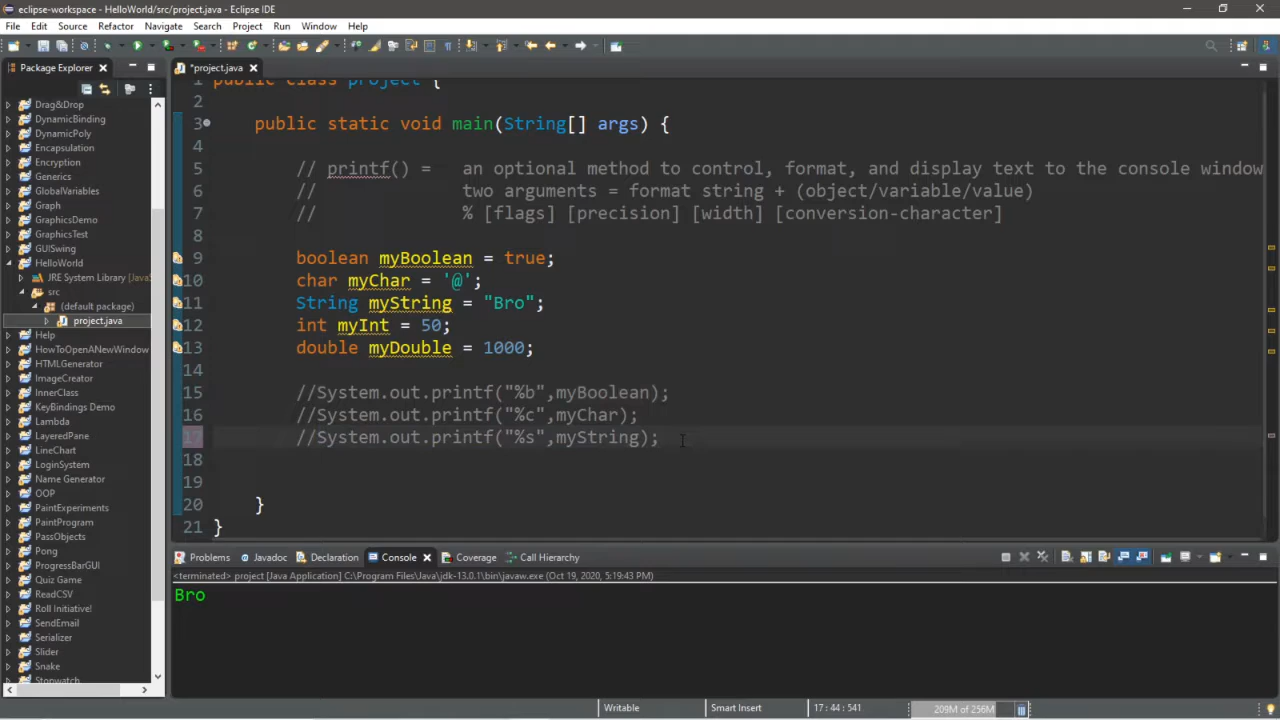 eclipse-workspace - HelloWorld/src/project.java - Eclipse IDE
File Edit Source Refactor Navigate Search Project Run Window Help
Package Explorer
*project.java
Drag&Drop
DynamicBinding
DynamicPoly
Encapsulation
Encryption
Generics
GlobalVariables
Graph
GraphicsDemo
GraphicsTest
GUISwing
HelloWorld
JRE System Library [JavaS
src
(default package)
project.java
Help
HowToOpenANewWindow
HTMLGenerator
ImageCreator
InnerClass
KeyBindings Demo
Lambda
LayeredPane
LineChart
LoginSystem
Name Generator
OOP
PaintExperiments
PaintProgram
PassObjects
Pong
ProgressBarGUI
Quiz Game
ReadCSV
Roll Initiative!
SendEmail
Serializer
Slider
Snake
Stopwatch
1 public class project {
2
3 public static void main(String[] args) {
4
5 // printf() = an optional method to control, format, and display text to the console window
6 // two arguments = format string + (object/variable/value)
7 // % [flags] [precision] [width] [conversion-character]
8
9 boolean myBoolean = true;
10 char myChar = '@';
11 String myString = "Bro";
12 int myInt = 50;
13 double myDouble = 1000;
14
15 //System.out.printf("%b",myBoolean);
16 //System.out.printf("%c",myChar);
17 //System.out.printf("%s",myString);
18
19
20 }
21 }
Problems Javadoc Declaration Console Coverage Call Hierarchy
<terminated> project [Java Application] C:\Program Files\Java\jdk-13.0.1\bin\javaw.exe (Oct 19, 2020, 5:19:43 PM)
Bro
Writable Smart Insert 17 : 44 : 541 209M of 256M